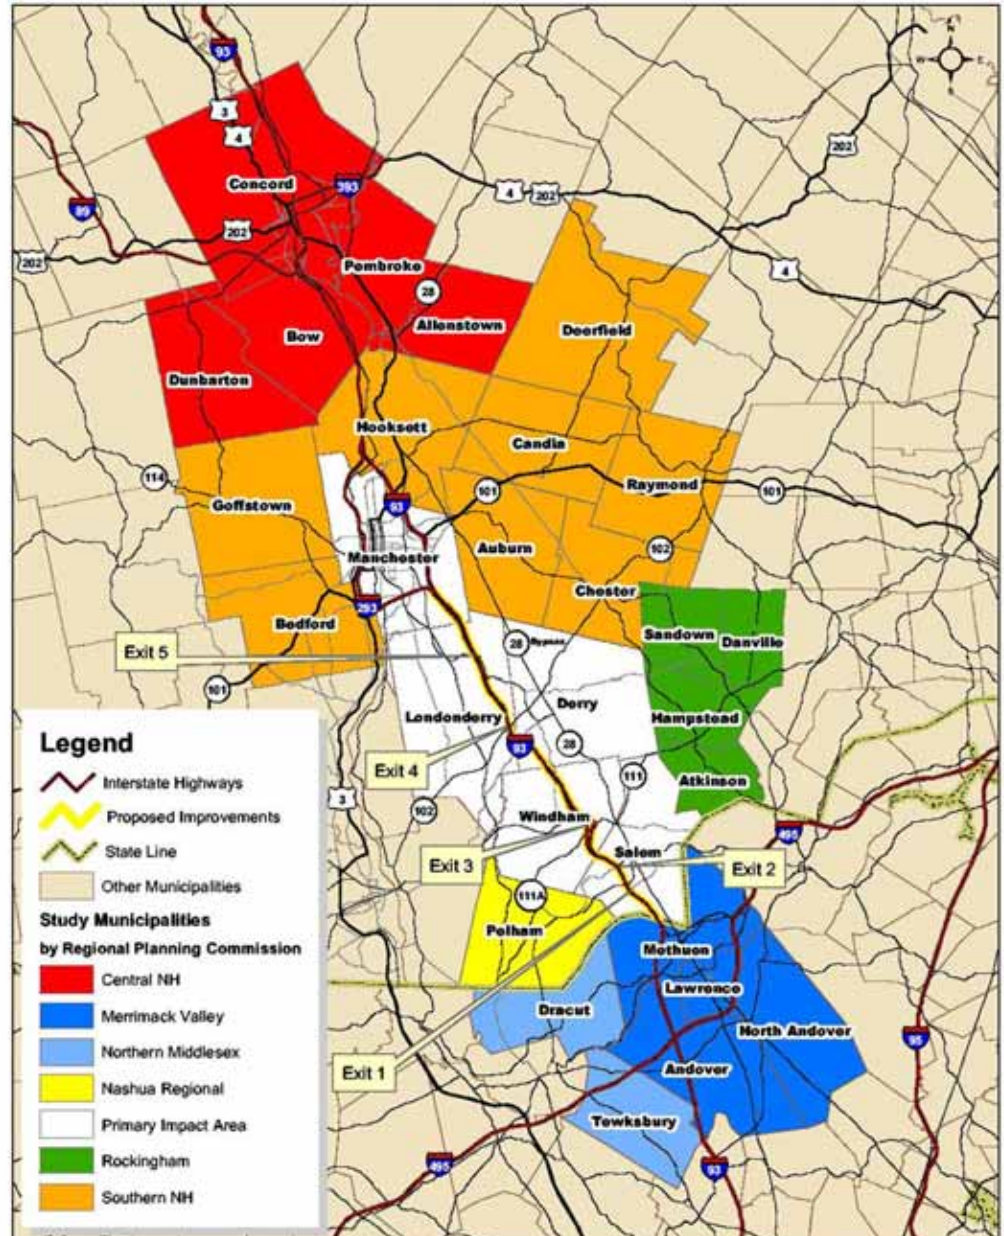 93
N
W E
S
3
4
202
Concord
393
4 202
89
202
202
4
Pembroke
28
Allenstown
Bow
Deerfield
Dunbarton
Hooksett
Candia
114
Goffstown
93
101
Raymond
101
Manchester
Auburn
102
293
Chester
Bedford
Sandown
Danville
Exit 5
28 Bypass
101
Derry
Londonderry
Hampstead
93
28
Exit 4
111
Atkinson
3
102
Windham
495
Exit 3
Salem
Exit 2
111A
Pelham
Methuen
Lawrence
Dracut
North Andover
95
Exit 1
Andover
Tewksbury
495
93
Legend
Interstate Highways
Proposed Improvements
State Line
Other Municipalities
Study Municipalities
by Regional Planning Commission
Central NH
Merrimack Valley
Northern Middlesex
Nashua Regional
Primary Impact Area
Rockingham
Southern NH